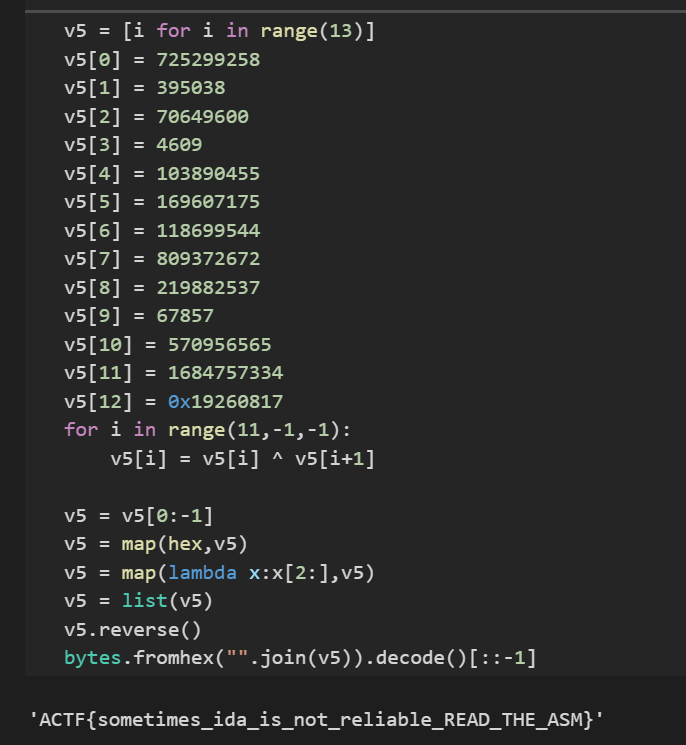 v5 = [i for i in range(13)]
v5[0] = 725299258
v5[1] = 395038
v5[2] = 70649600
v5[3] = 4609
v5[4] = 103890455
v5[5] = 169607175
v5[6] = 118699544
v5[7] = 809372672
v5[8] = 219882537
v5[9] = 67857
v5[10] = 570956565
v5[11] = 1684757334
v5[12] = 0x19260817
for i in range(11,-1,-1):
    v5[i] = v5[i] ^ v5[i+1]

v5 = v5[0:-1]
v5 = map(hex,v5)
v5 = map(lambda x:x[2:],v5)
v5 = list(v5)
v5.reverse()
bytes.fromhex("".join(v5)).decode()[::-1]
'ACTF{sometimes_ida_is_not_reliable_READ_THE_ASM}'